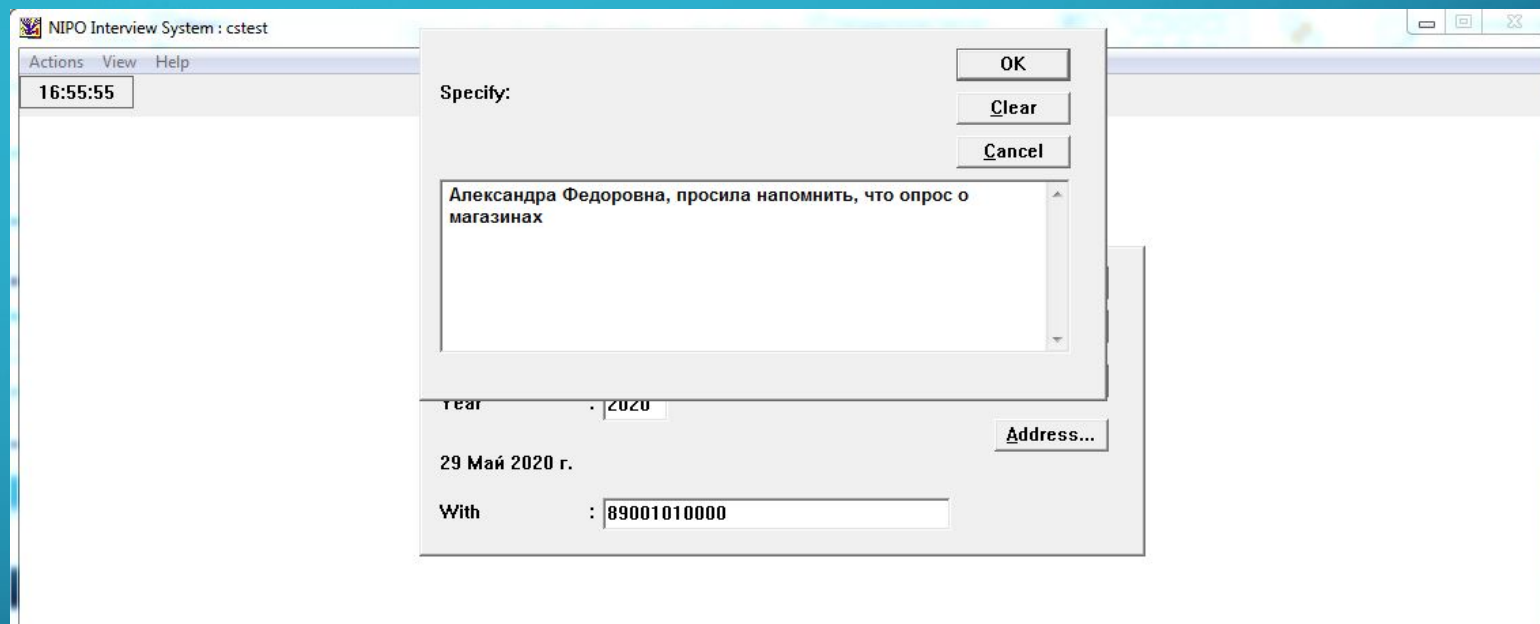 NIPO Interview System : cstest
Actions View Help
16:55:55
Specify:
OK
Clear
Cancel
Александра Федоровна, просила напомнить, что опрос о
магазинах
Year : 2020
Address...
29 Май 2020 г.
With : 89001010000